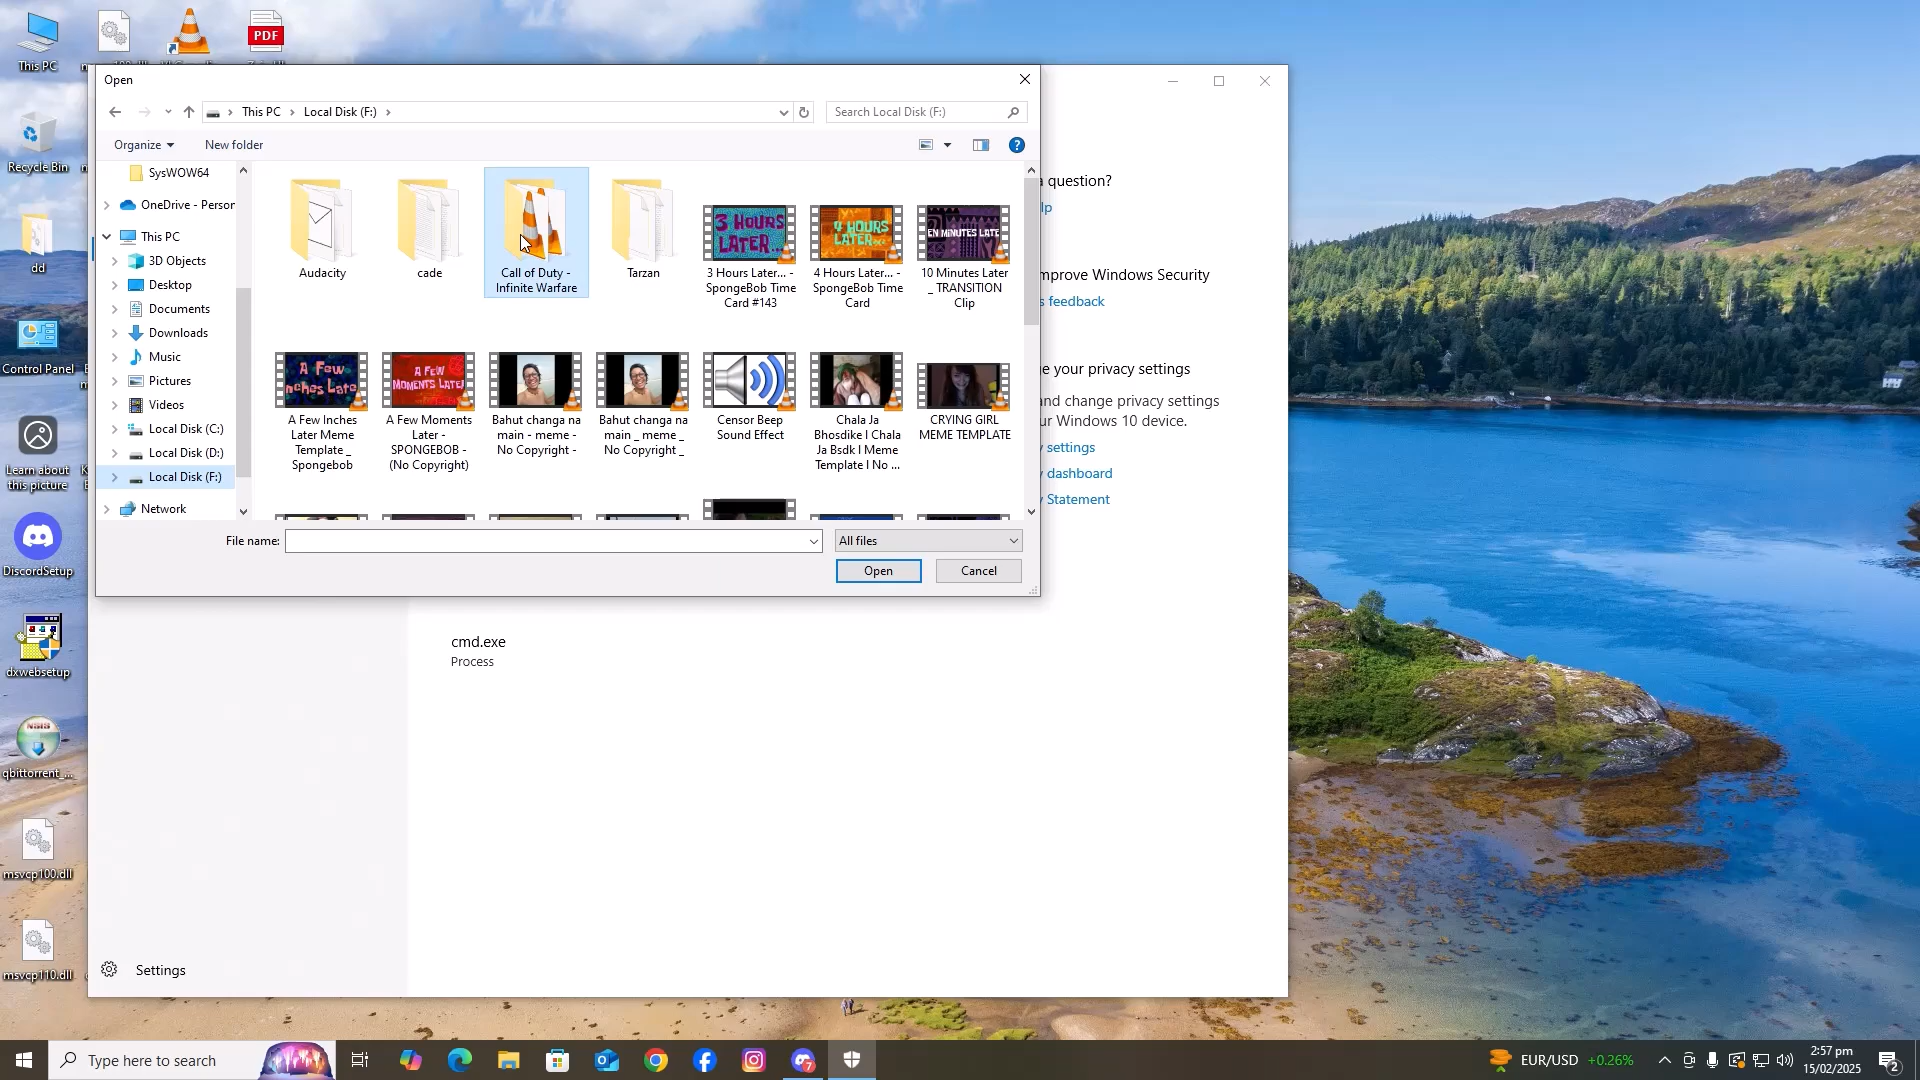 This PC
PDF
Recycle Bin
dd
Control Panel
Learn about
this picture
DiscordSetup
dxwebsetup
NSIS
qbittorrent_...
msvcp100.dll
msvcp110.dll
Open
This PC
Local Disk (F:)
Search Local Disk (F:)
Organize
New folder
SysWOW64
OneDrive - Person
This PC
3D Objects
Desktop
Documents
Downloads
Music
Pictures
Videos
Local Disk (C:)
Local Disk (D:)
Local Disk (F:)
Network
Audacity
cade
Call of Duty -
Infinite Warfare
Tarzan
3 HOURS
LATER...
3 Hours Later... -
SpongeBob Time
Card #143
4 HOURS
LATER...
4 Hours Later... -
SpongeBob Time
Card
EN MINUTES LATE
10 Minutes Later
_ TRANSITION
Clip
A Few
nches Late
A Few Inches
Later Meme
Template _
Spongebob
A FEW
MOMENTS LATER
A Few Moments
Later -
SPONGEBOB -
(No Copyright)
Bahut changa na
main - meme -
No Copyright -
Bahut changa na
main _ meme _
No Copyright _
Censor Beep
Sound Effect
Chala Ja
Bhosdike l Chala
Ja Bsdk l Meme
Template l No ...
CRYING GIRL
MEME TEMPLATE
File name:
All files
Open
Cancel
a question?
lp
mprove Windows Security
s feedback
e your privacy settings
and change privacy settings
ur Windows 10 device.
y settings
y dashboard
y Statement
cmd.exe
Process
Settings
Type here to search
7
EUR/USD +0.26%
2:57 pm
15/02/2025
2